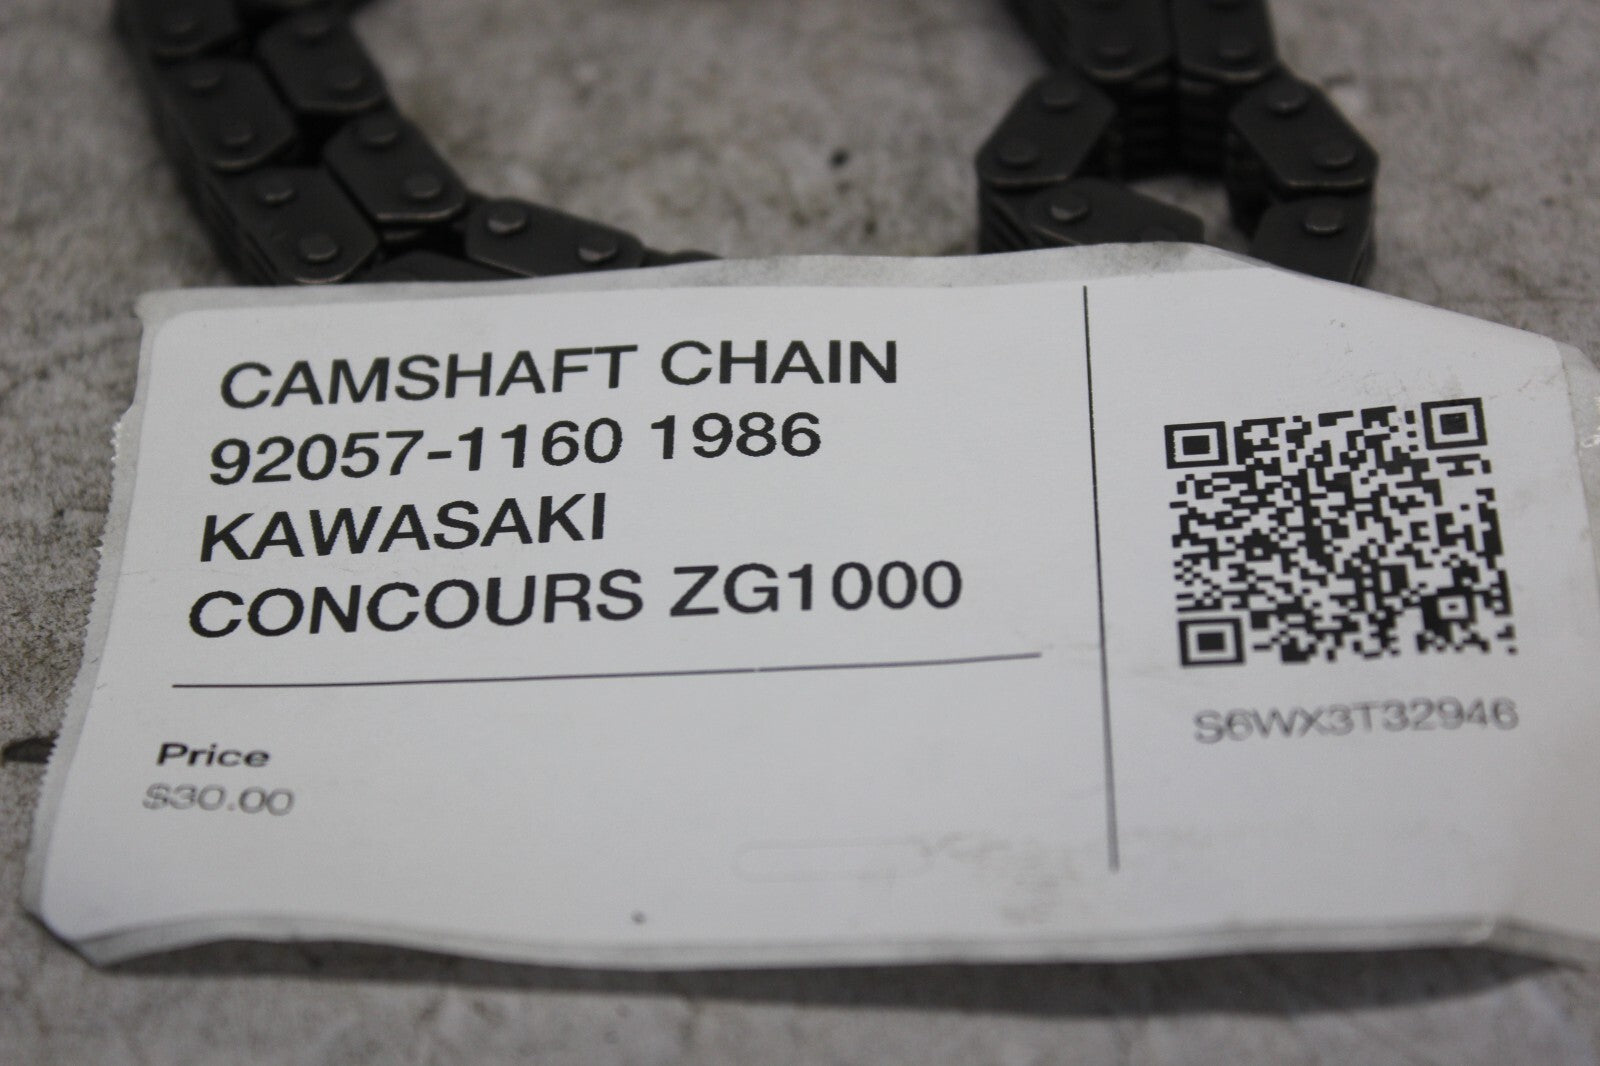 CAMSHAFT CHAIN
92057-1160 1986
KAWASAKI
CONCOURS ZG1000
Price
$30.00
S6WX3T32946